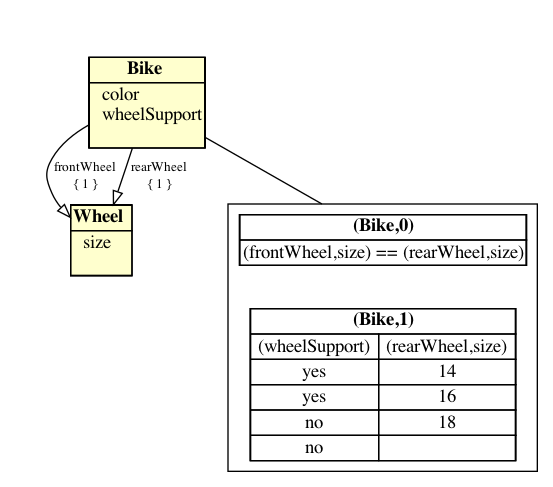 Bike
color
wheelSupport
frontWheel
{ 1 }
rearWheel
{ 1 }
Wheel
size
(Bike,0)
(frontWheel,size) == (rearWheel,size)
(Bike,1)
(wheelSupport) (rearWheel,size)
yes 14
yes 16
no 18
no